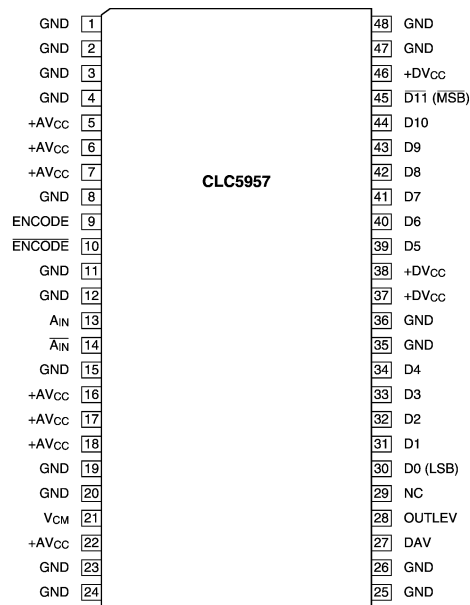 GND 1 48 GND
GND 2 47 GND
GND 3 46 +DVCC
GND 4 45 D̅1̅1̅ (M̅S̅B̅)
+AVCC 5 44 D10
+AVCC 6 43 D9
+AVCC 7 42 D8
CLC5957
GND 8 41 D7
ENCODE 9 40 D6
E̅N̅C̅O̅D̅E̅ 10 39 D5
GND 11 38 +DVCC
GND 12 37 +DVCC
AIN 13 36 GND
A̅I̅N̅ 14 35 GND
GND 15 34 D4
+AVCC 16 33 D3
+AVCC 17 32 D2
+AVCC 18 31 D1
GND 19 30 D0 (LSB)
GND 20 29 NC
VCM 21 28 OUTLEV
+AVCC 22 27 DAV
GND 23 26 GND
GND 24 25 GND